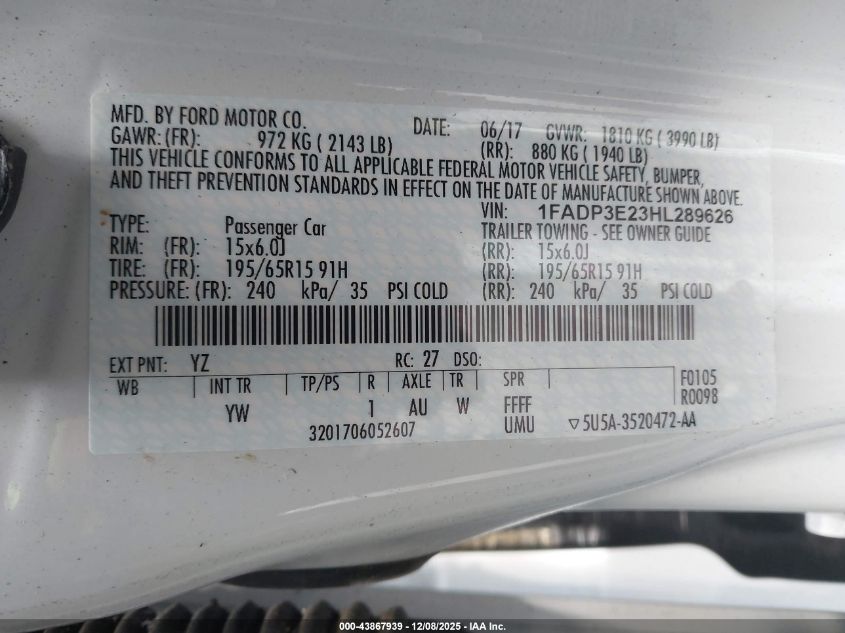 MFD. BY FORD MOTOR CO. DATE: 06/17 GVWR: 1810 KG ( 3990 LB)
GAWR: (FR): 972 KG ( 2143 LB) (RR): 880 KG ( 1940 LB)
THIS VEHICLE CONFORMS TO ALL APPLICABLE FEDERAL MOTOR VEHICLE SAFETY, BUMPER,
AND THEFT PREVENTION STANDARDS IN EFFECT ON THE DATE OF MANUFACTURE SHOWN ABOVE.
VIN: 1FADP3E23HL289626
TYPE: Passenger Car TRAILER TOWING - SEE OWNER GUIDE
RIM: (FR): 15x6.0J (RR): 15x6.0J
TIRE: (FR): 195/65R15 91H (RR): 195/65R15 91H
PRESSURE: (FR): 240 kPa/ 35 PSI COLD (RR): 240 kPa/ 35 PSI COLD
EXT PNT: YZ RC: 27 DSO:
WB INT TR TP/PS R AXLE TR SPR F0105
YW 1 AU W FFFF R0098
3201706052607 UMU ▽5U5A-3520472-AA
000-43867939 - 12/08/2025 - IAA Inc.